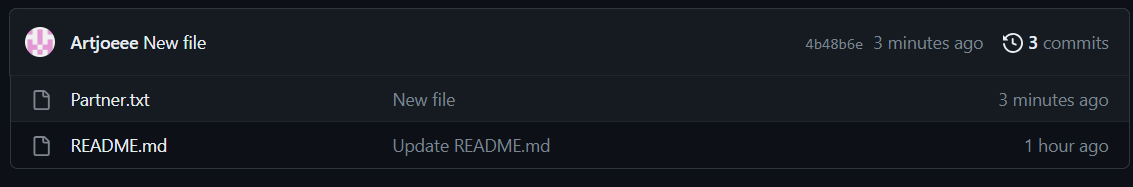 Artjoeee New file 4b48b6e 3 minutes ago 3 commits
Partner.txt New file 3 minutes ago
README.md Update README.md 1 hour ago